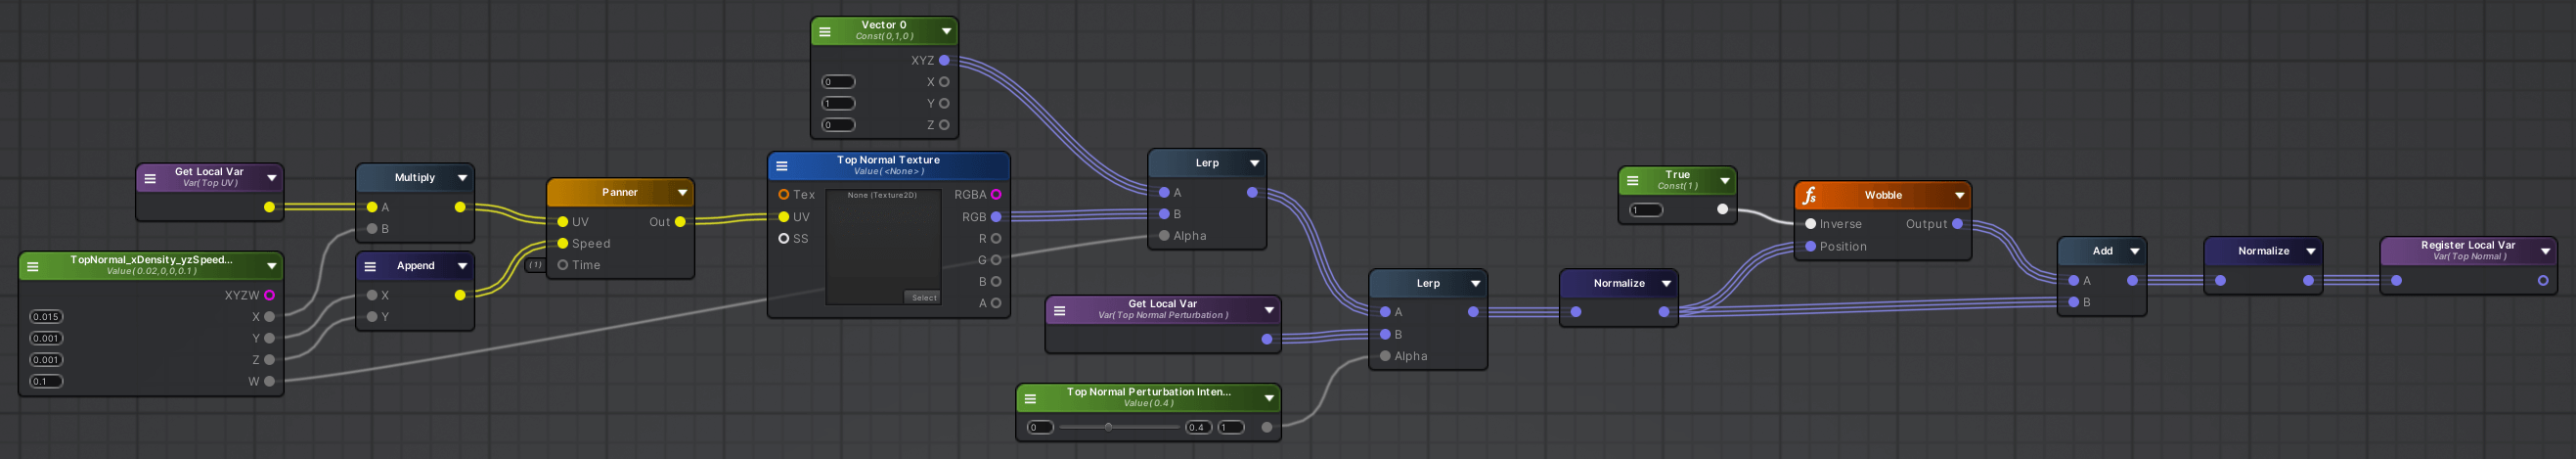 Get Local Var
Var( Top UV )
TopNormal_xDensity_yzSpeed...
Value( 0.02,0,0,0.1 )
XYZW
0.015
X
0.001
Y
0.001
Z
0.1
W
Multiply
A
B
Append
X
Y
Panner
UV
Out
Speed
(1)
Time
Vector 0
Const( 0,1,0 )
XYZ
0
X
1
Y
0
Z
Top Normal Texture
Value( <None> )
Tex
None (Texture2D)
RGBA
UV
RGB
SS
R
G
B
Select
A
Lerp
A
B
Alpha
Get Local Var
Var( Top Normal Perturbation )
Top Normal Perturbation Inten...
Value( 0.4 )
0
0.4
1
Lerp
A
B
Alpha
Normalize
True
Const( 1 )
1
fs
Wobble
Inverse
Output
Position
Add
A
B
Normalize
Register Local Var
Var( Top Normal )